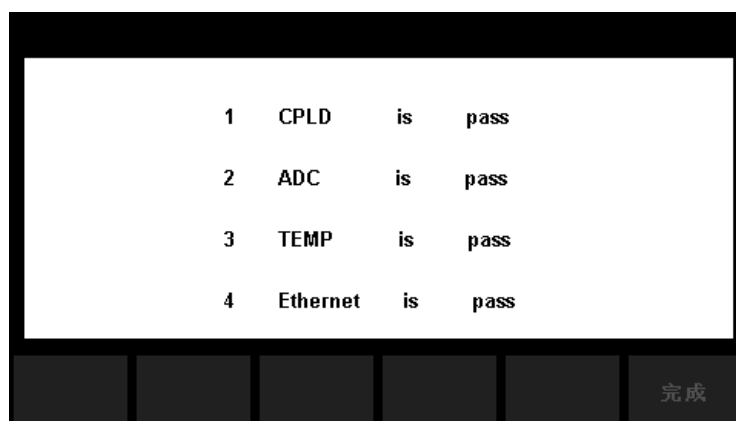 1 CPLD is pass
2 ADC is pass
3 TEMP is pass
4 Ethernet is pass
完成